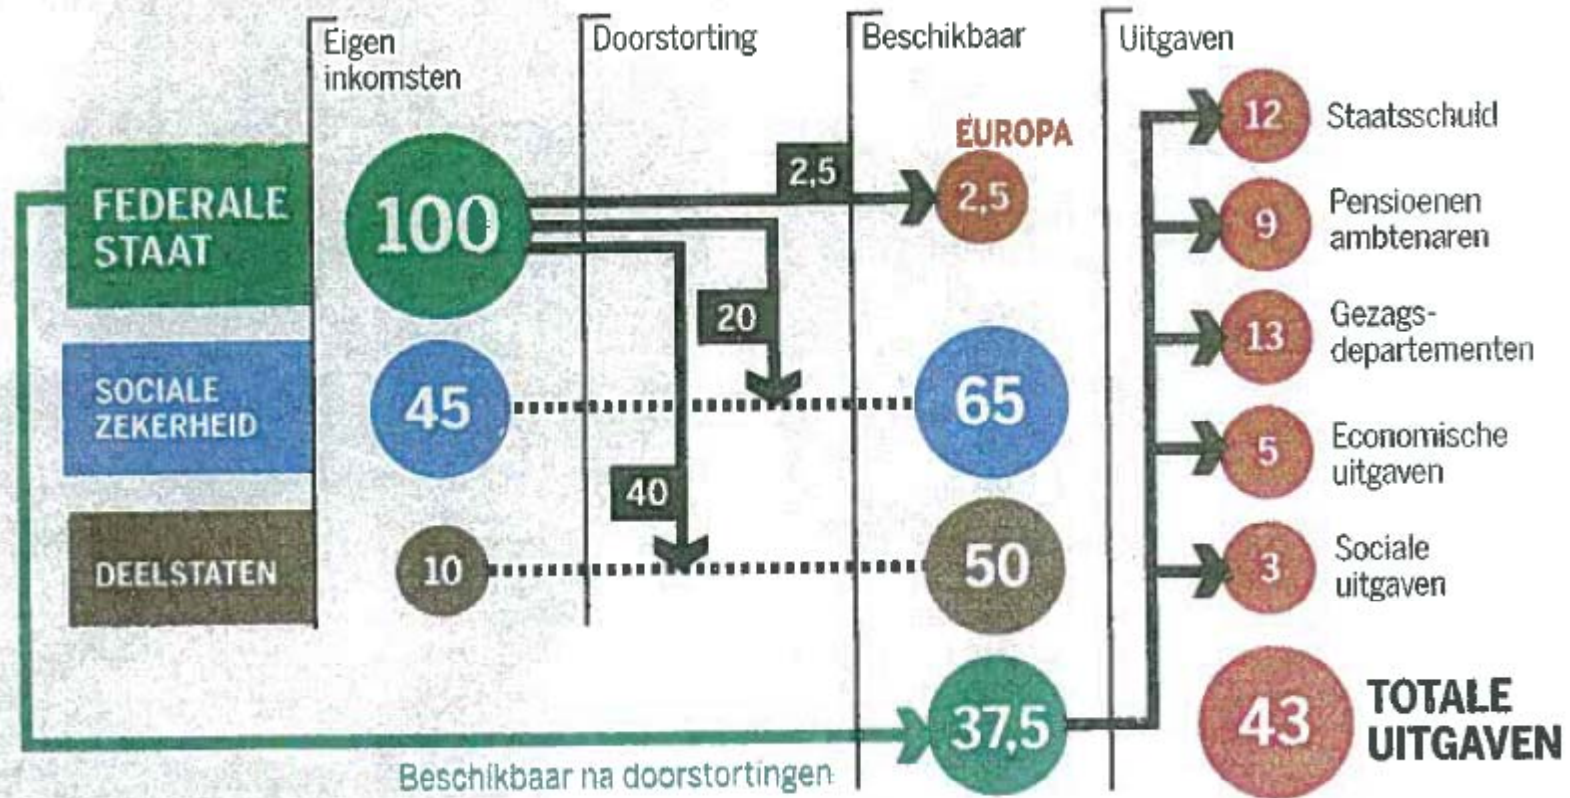 Eigen
inkomsten
Doorstorting
Beschikbaar
Uitgaven
FEDERALE
STAAT
100
2,5
EUROPA
2,5
20
SOCIALE
ZEKERHEID
45
65
40
DEELSTATEN
10
50
37,5
Beschikbaar na doorstortingen
12
Staatsschuld
9
Pensioenen
ambtenaren
13
Gezags-
departementen
5
Economische
uitgaven
3
Sociale
uitgaven
43
TOTALE
UITGAVEN